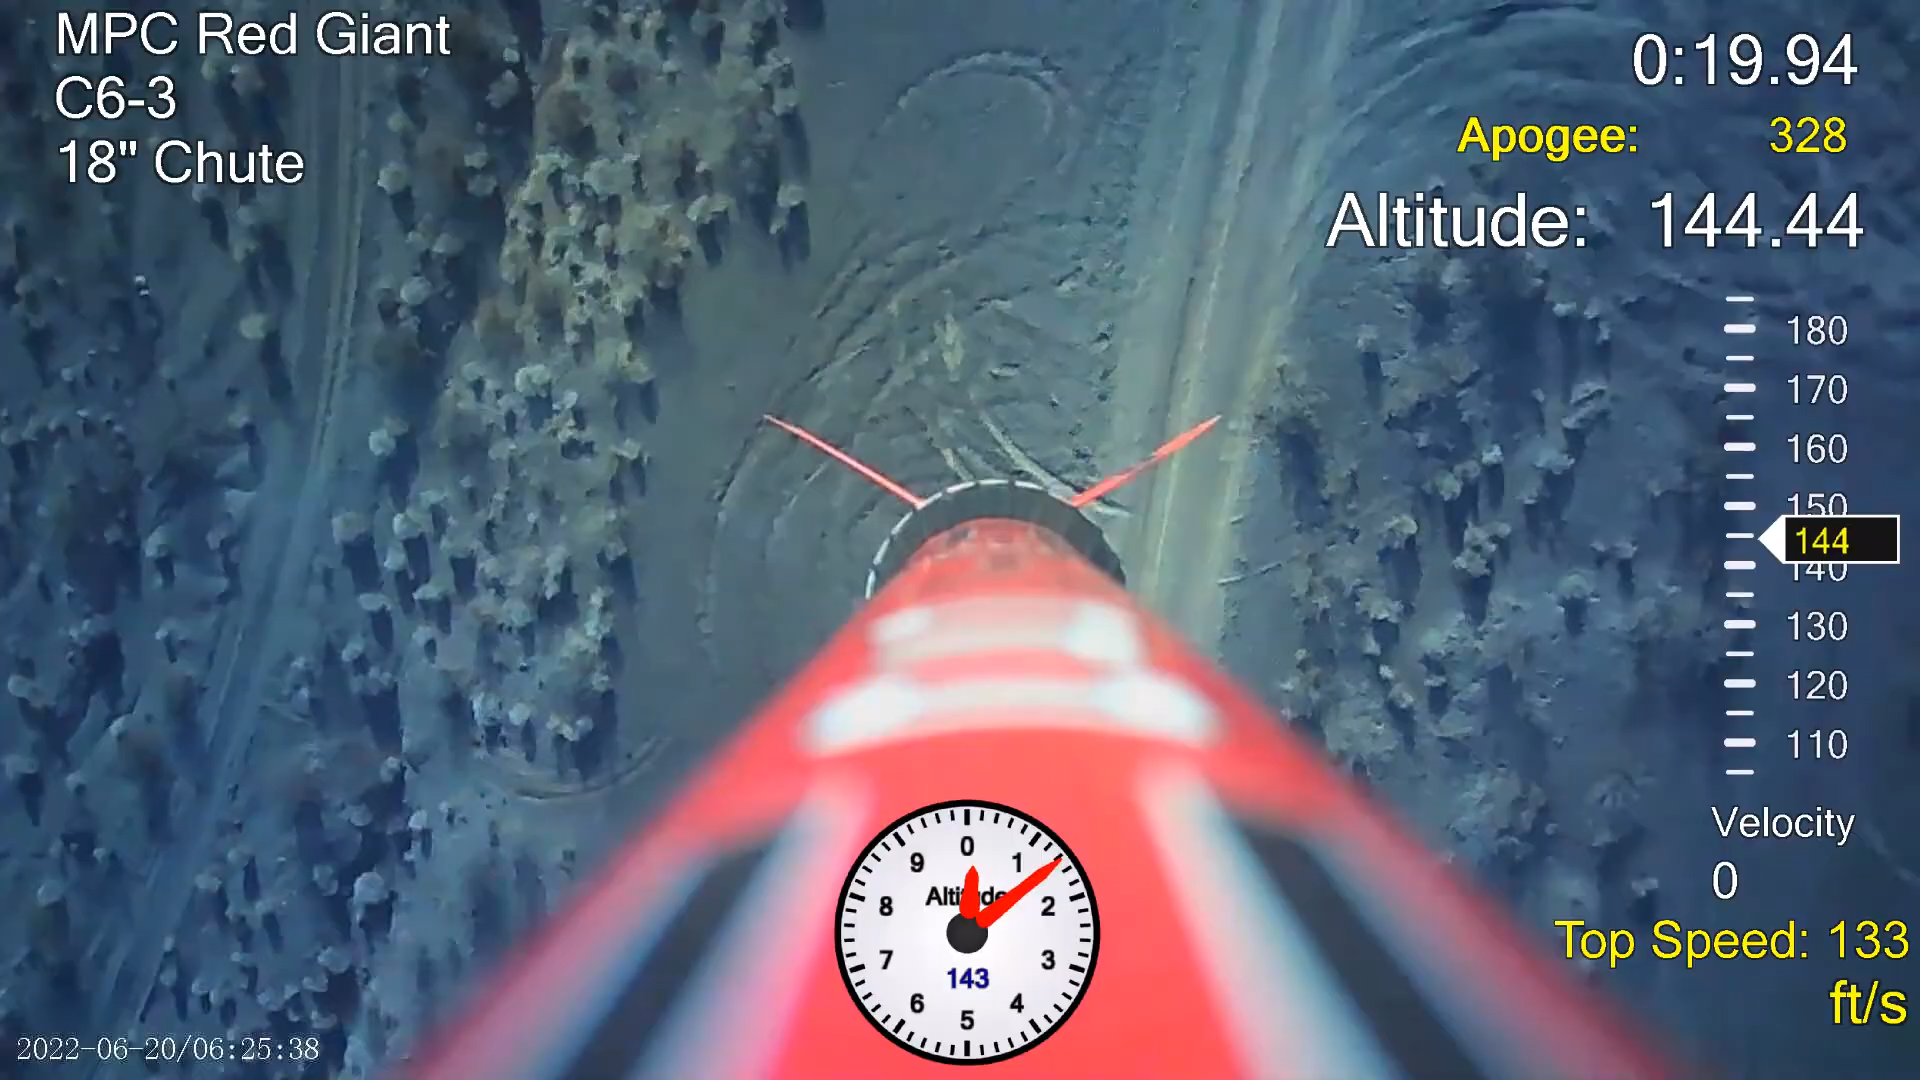 MPC Red Giant
C6-3
18" Chute
0:19.94
Apogee: 328
Altitude: 144.44
180
170
160
150
144
140
130
120
110
Velocity
0
Top Speed: 133
ft/s
0
1
2
3
4
5
6
7
8
9
Altitude
143
2022-06-20/06:25:38